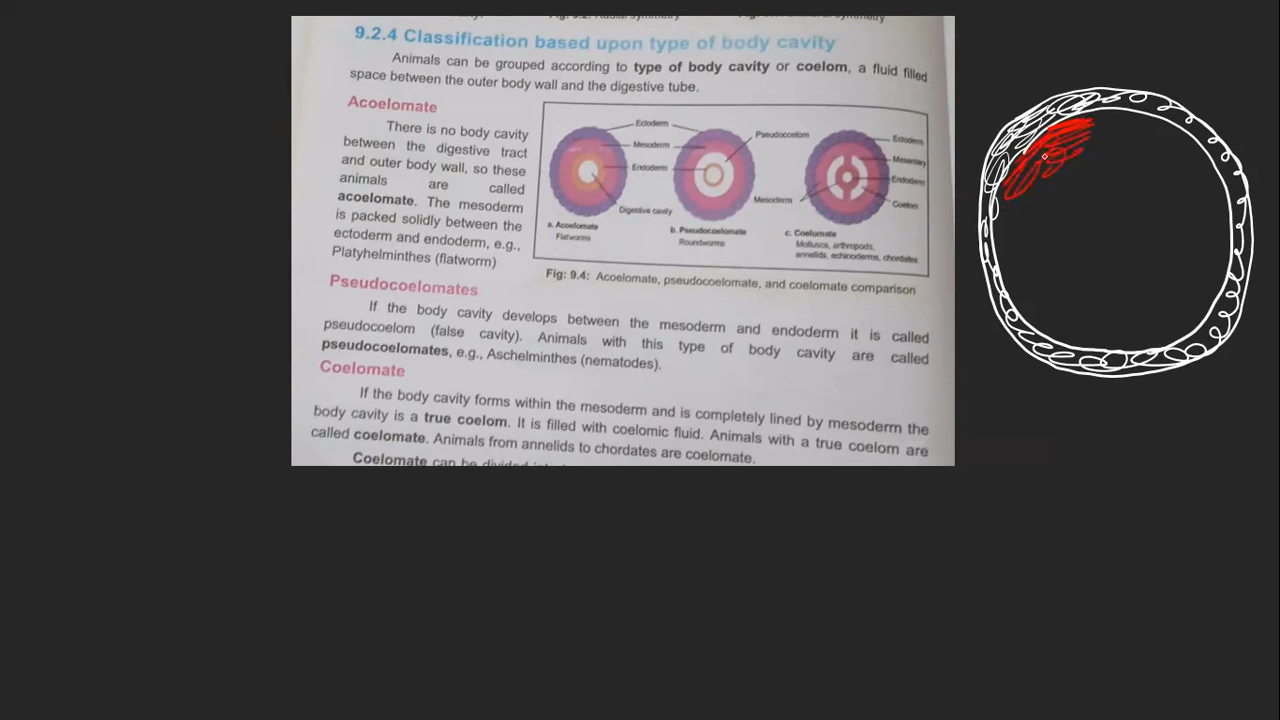 9.2.4 Classification based upon type of body cavity
Animals can be grouped according to type of body cavity or coelom, a fluid filled
space between the outer body wall and the digestive tube.
Acoelomate
There is no body cavity
between the digestive tract
and outer body wall, so these
animals are called
acoelomate. The mesoderm
is packed solidly between the
ectoderm and endoderm, e.g.,
Platyhelminthes (flatworm)
Ectoderm
Mesoderm
Endoderm
Digestive cavity
Pseudocoelom
Mesoderm
Ectoderm
Mesentary
Endoderm
Coelom
a. Acoelomate
Flatworms
b. Pseudocoelomate
Roundworms
c. Coelomate
Molluscs, arthropods,
annelids, echinoderms, chordates
Fig: 9.4: Acoelomate, pseudocoelomate, and coelomate comparison
Pseudocoelomates
If the body cavity develops between the mesoderm and endoderm it is called
pseudocoelom (false cavity). Animals with this type of body cavity are called
pseudocoelomates, e.g., Aschelminthes (nematodes).
Coelomate
If the body cavity forms within the mesoderm and is completely lined by mesoderm the
body cavity is a true coelom. It is filled with coelomic fluid. Animals with a true coelom are
called coelomate. Animals from annelids to chordates are coelomate.
Coelomate can be divided